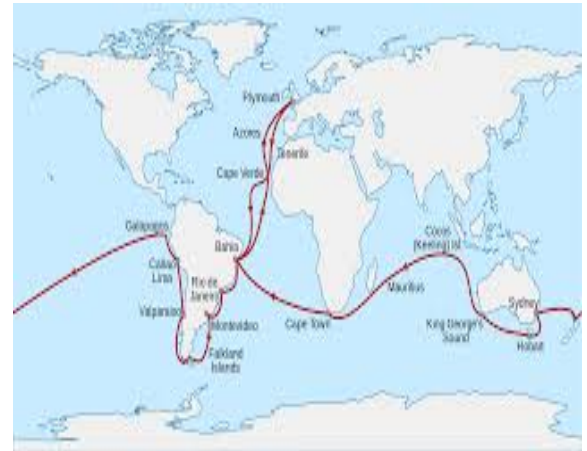 Plymouth
Azores
Tenerife
Cape Verde
Galapagos
Bahia
Callao
Lima
Rio de
Janeiro
Valparaiso
Montevideo
Falkland
Islands
Cape Town
Mauritius
Cocos
(Keeling) Isl
King George's
Sound
Sydney
Hobart